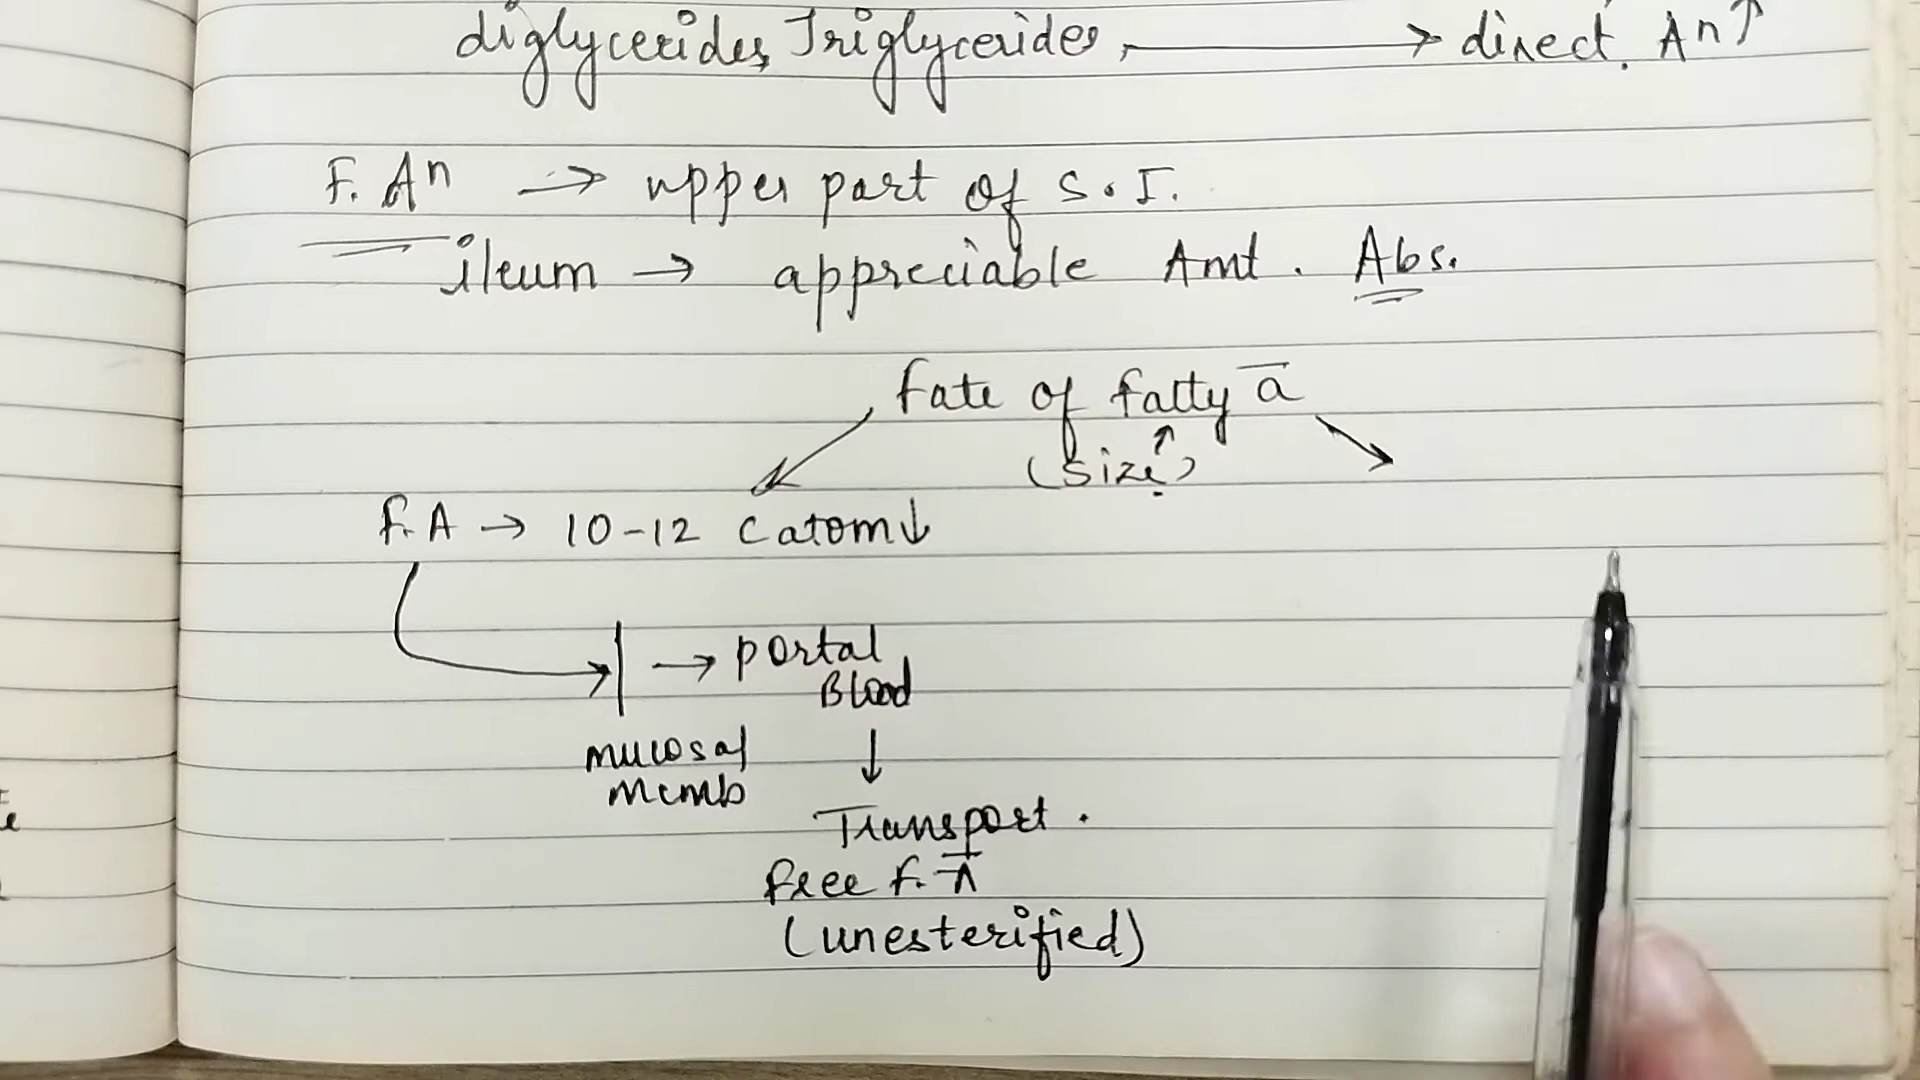 diglycerides, Triglycerides, → direct. Aⁿ↑
F. Aⁿ → upper part of S.I.
ileum → appreciable Amt. Abs.
Fate of fatty a̅
(size)
F.A → 10-12 C atom↓
→ portal
Blood
mucosal
Memb
Transport.
free F. A̅
(unesterified)